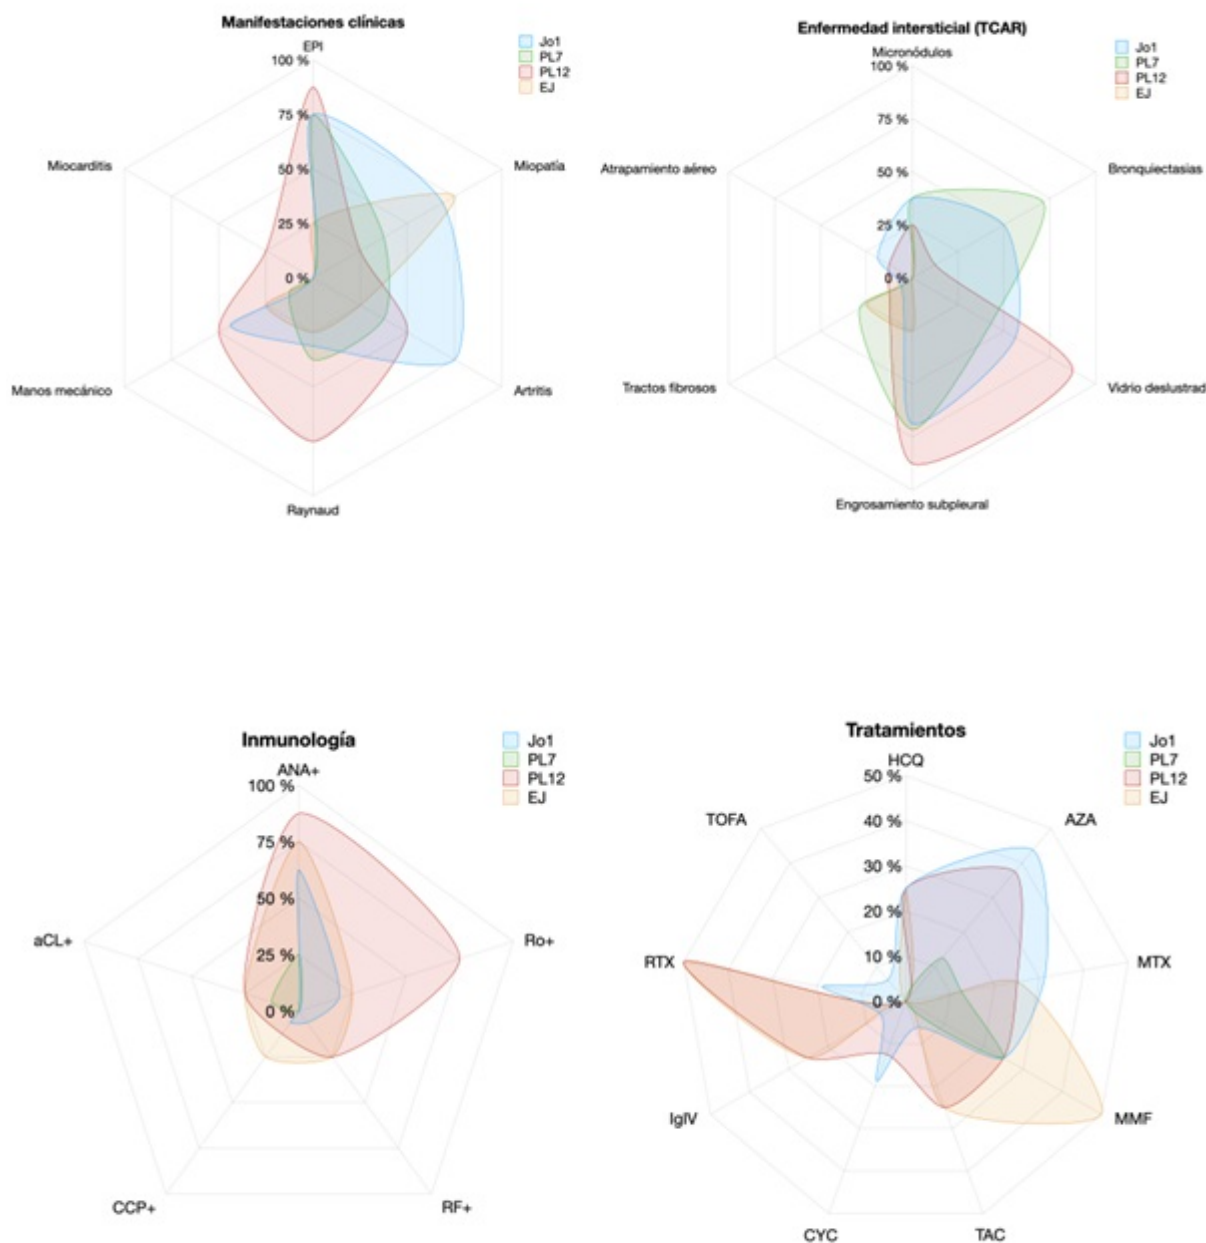 Manifestaciones clínicas
EPI
100 %
75 %
50 %
25 %
0 %
Jo1
PL7
PL12
EJ
Miocarditis
Miopatía
Manos mecánico
Artritis
Raynaud
Enfermedad intersticial (TCAR)
Micronódulos
100 %
75 %
50 %
25 %
0 %
Jo1
PL7
PL12
EJ
Atrapamiento aéreo
Bronquiectasias
Tractos fibrosos
Vidrio deslustrad
Engrosamiento subpleural
Inmunología
ANA+
100 %
75 %
50 %
25 %
0 %
Jo1
PL7
PL12
EJ
aCL+
Ro+
CCP+
RF+
Tratamientos
HCQ
50 %
40 %
30 %
20 %
10 %
0 %
Jo1
PL7
PL12
EJ
TOFA
AZA
RTX
MTX
IgIV
MMF
CYC
TAC